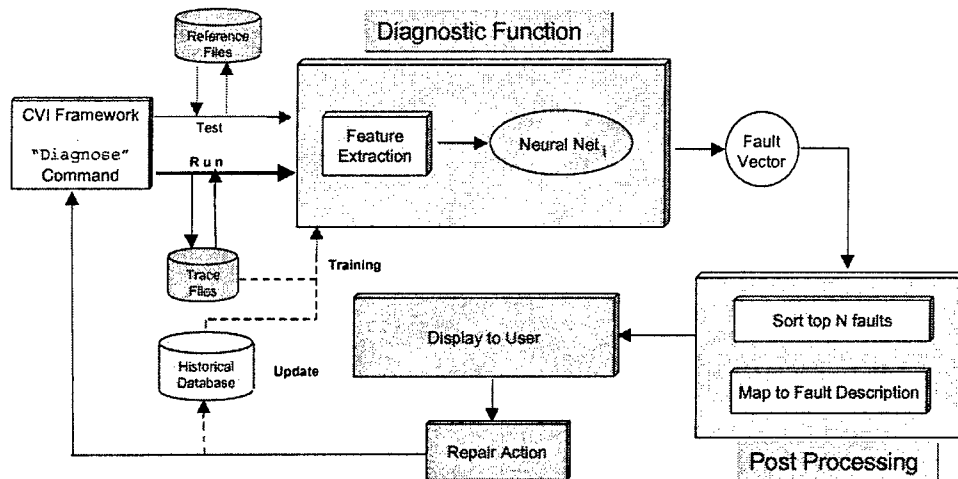 Diagnostic Function
Reference
Files
CVI Framework
"Diagnose"
Command
Test
Run
Feature
Extraction
Neural Net i
Fault
Vector
Trace
Files
Training
Historical
Database
Update
Display to User
Sort top N faults
Map to Fault Description
Repair Action
Post Processing